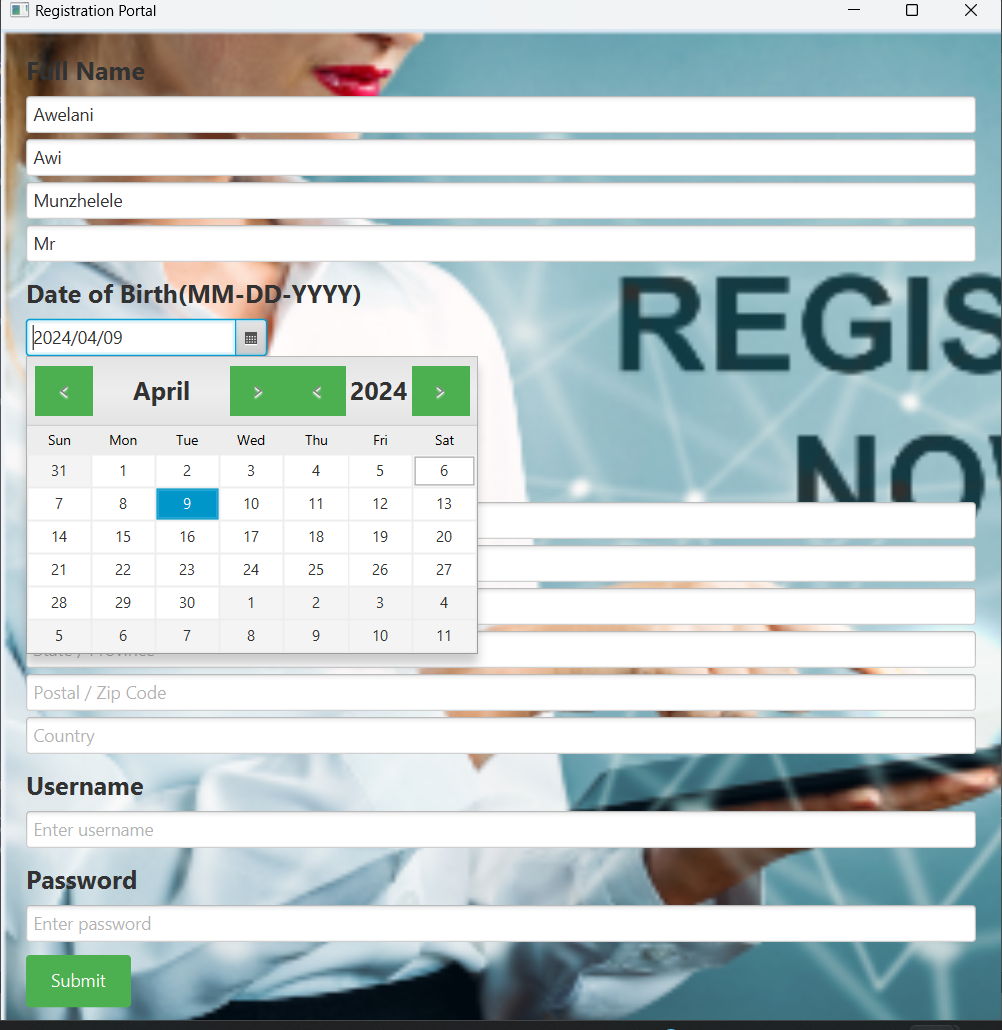 Registration Portal
Full Name
Awelani
Awi
Munzhelele
Mr
Date of Birth(MM-DD-YYYY)
2024/04/09
< April > < 2024 >
Sun Mon Tue Wed Thu Fri Sat
31 1 2 3 4 5 6
7 8 9 10 11 12 13
14 15 16 17 18 19 20
21 22 23 24 25 26 27
28 29 30 1 2 3 4
5 6 7 8 9 10 11
REGIS
NOW
State / Province
Postal / Zip Code
Country
Username
Enter username
Password
Enter password
Submit